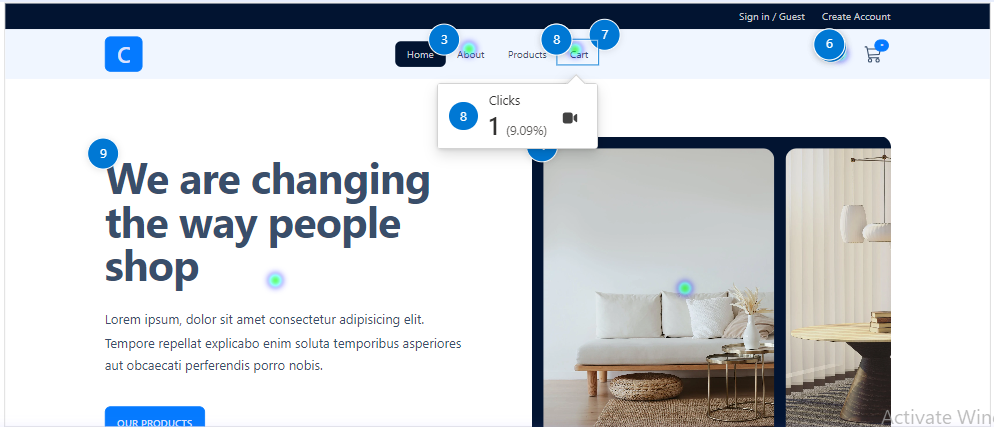 Sign in / Guest Create Account
C
Home
3
About
Products
8
Cart
7
6
8
Clicks
1 (9.09%)
9
We are changing
the way people
shop
Lorem ipsum, dolor sit amet consectetur adipisicing elit.
Tempore repellat explicabo enim soluta temporibus asperiores
aut obcaecati perferendis porro nobis.
OUR PRODUCTS
Activate Win